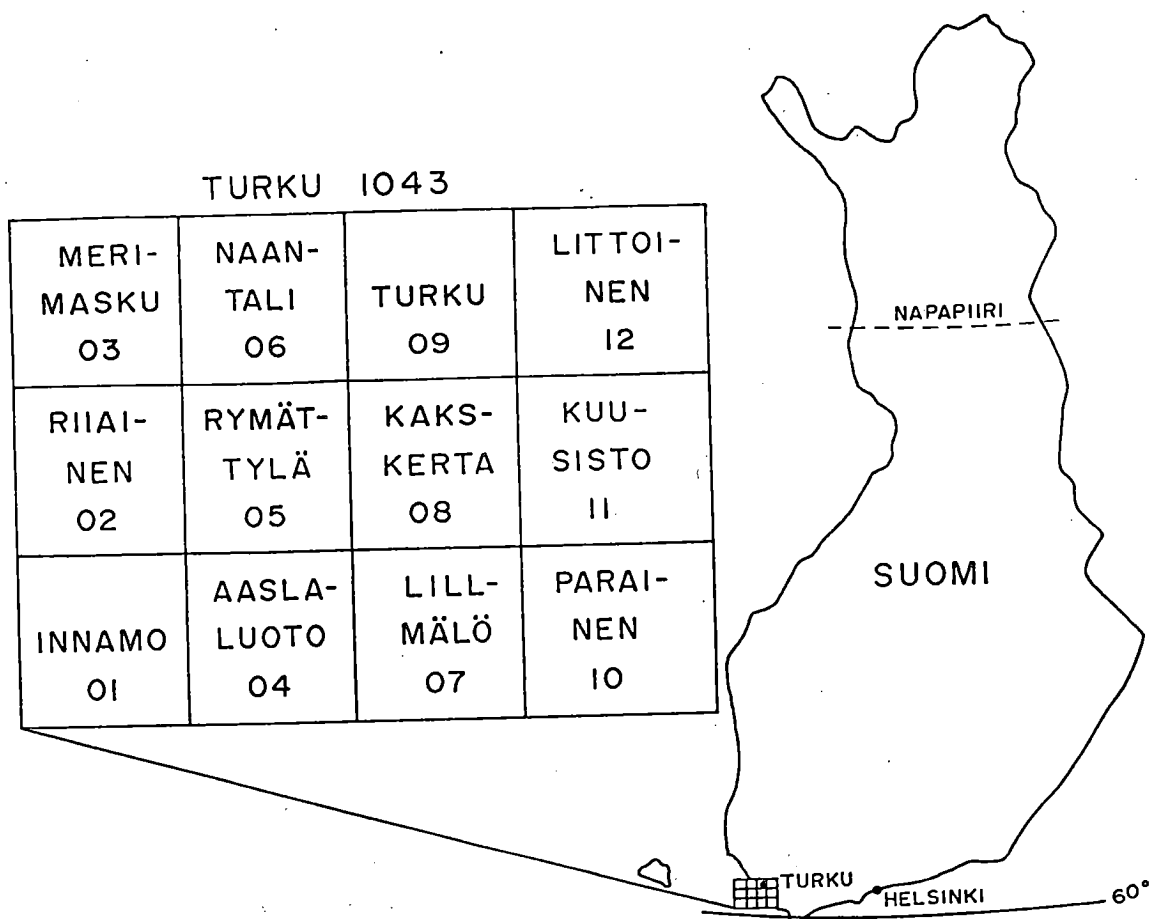 TURKU 1043
MERI-
MASKU
03
NAAN-
TALI
06
TURKU
09
LITTOI-
NEN
12
RIIAI-
NEN
02
RYMÄT-
TYLÄ
05
KAKS-
KERTA
08
KUU-
SISTO
11
INNAMO
01
AASLA-
LUOTO
04
LILL-
MÄLÖ
07
PARAI-
NEN
10
NAPAPIIRI
SUOMI
TURKU
HELSINKI
60°